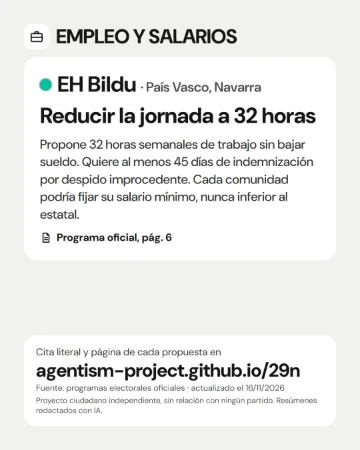 EMPLEO Y SALARIOS
EH Bildu · País Vasco, Navarra
Reducir la jornada a 32 horas
Propone 32 horas semanales de trabajo sin bajar
sueldo. Quiere al menos 45 días de indemnización
por despido improcedente. Cada comunidad
podría fijar su salario mínimo, nunca inferior al
estatal.
Programa oficial, pág. 6
Cita literal y página de cada propuesta en
agentism-project.github.io/29n
Fuente: programas electorales oficiales · actualizado el 16/11/2026
Proyecto ciudadano independiente, sin relación con ningún partido. Resúmenes
redactados con IA.